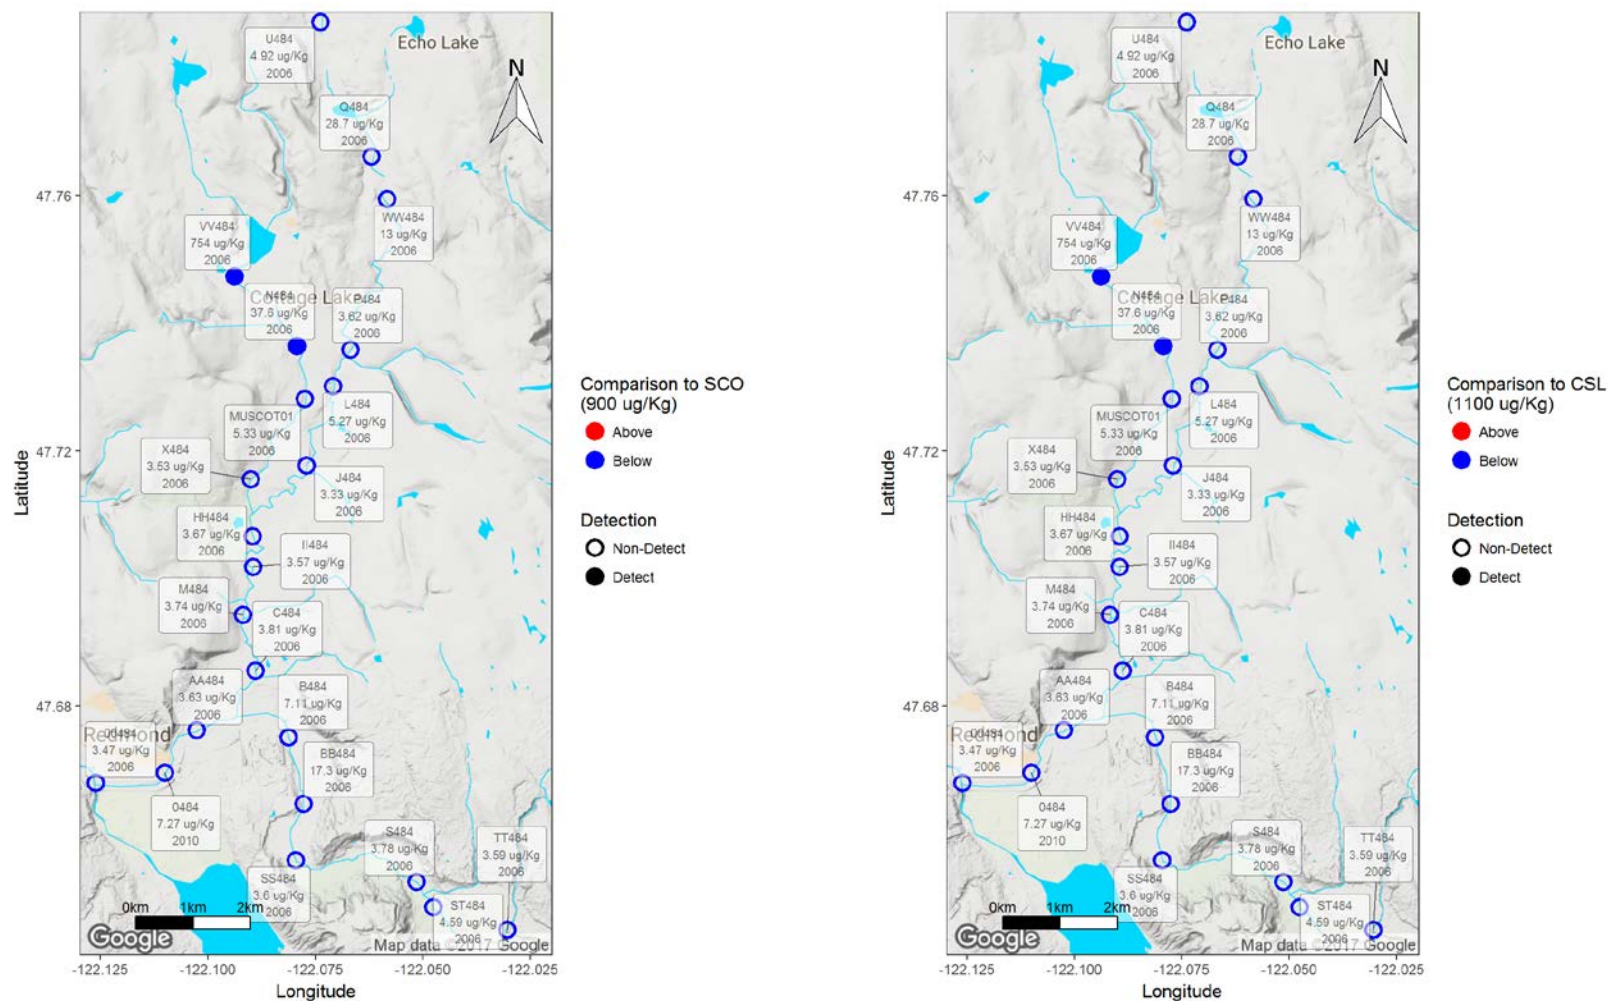 U484
4.92 ug/Kg
2006
Echo Lake
N
Q484
28.7 ug/Kg
2006
47.76
WW484
13 ug/Kg
2006
VV484
754 ug/Kg
2006
Cottage Lake
N484
37.6 ug/Kg
2006
P484
3.62 ug/Kg
2006
MUSCOT01
5.33 ug/Kg
2006
L484
5.27 ug/Kg
2006
47.72
X484
3.53 ug/Kg
2006
J484
3.33 ug/Kg
2006
HH484
3.67 ug/Kg
2006
II484
3.57 ug/Kg
2006
M484
3.74 ug/Kg
2006
C484
3.81 ug/Kg
2006
AA484
3.63 ug/Kg
2006
B484
7.11 ug/Kg
2006
47.68
Redmond
3.47 ug/Kg
2006
BB484
17.3 ug/Kg
2006
0484
7.27 ug/Kg
2010
S484
3.78 ug/Kg
2006
TT484
3.59 ug/Kg
2006
SS484
3.6 ug/Kg
2006
ST484
4.59 ug/Kg
2006
0km 1km 2km
Google
Map data ©2017 Google
-122.125 -122.100 -122.075 -122.050 -122.020
Longitude
Latitude
Comparison to SCO
(900 ug/Kg)
Above
Below
Detection
Non-Detect
Detect
U484
4.92 ug/Kg
2006
Echo Lake
N
Q484
28.7 ug/Kg
2006
47.76
WW484
13 ug/Kg
2006
VV484
754 ug/Kg
2006
Cottage Lake
N484
37.6 ug/Kg
2006
P484
3.62 ug/Kg
2006
MUSCOT01
5.33 ug/Kg
2006
L484
5.27 ug/Kg
2006
47.72
X484
3.53 ug/Kg
2006
J484
3.33 ug/Kg
2006
HH484
3.67 ug/Kg
2006
II484
3.57 ug/Kg
2006
M484
3.74 ug/Kg
2006
C484
3.81 ug/Kg
2006
AA484
3.63 ug/Kg
2006
B484
7.11 ug/Kg
2006
47.68
Redmond
3.47 ug/Kg
2006
BB484
17.3 ug/Kg
2006
0484
7.27 ug/Kg
2010
S484
3.78 ug/Kg
2006
TT484
3.59 ug/Kg
2006
SS484
3.6 ug/Kg
2006
ST484
4.59 ug/Kg
2006
0km 1km 2km
Google
Map data ©2017 Google
-122.125 -122.100 -122.075 -122.050 -122.020
Longitude
Latitude
Comparison to CSL
(1100 ug/Kg)
Above
Below
Detection
Non-Detect
Detect